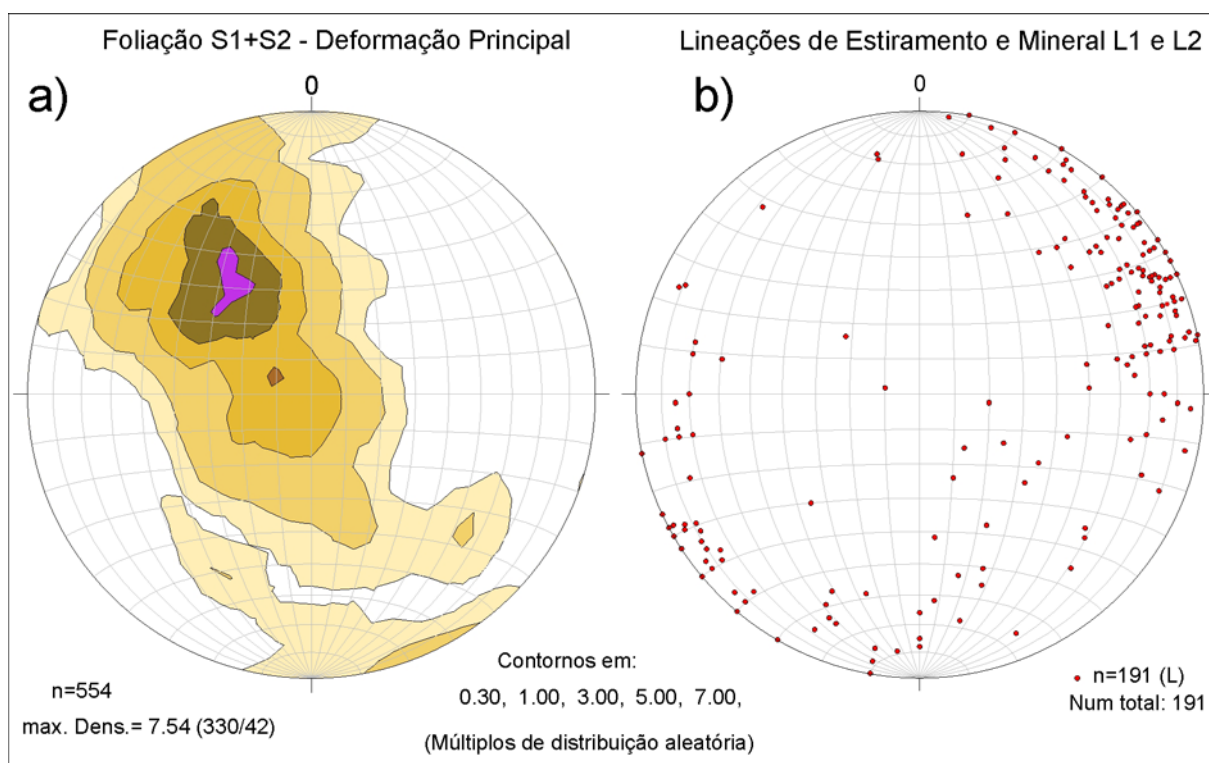 Foliação S1+S2 - Deformação Principal
a)
0
n=554
max. Dens.= 7.54 (330/42)
Contornos em:
0.30, 1.00, 3.00, 5.00, 7.00,
(Múltiplos de distribuição aleatória)
Lineações de Estiramento e Mineral L1 e L2
b)
0
n=191 (L)
Num total: 191